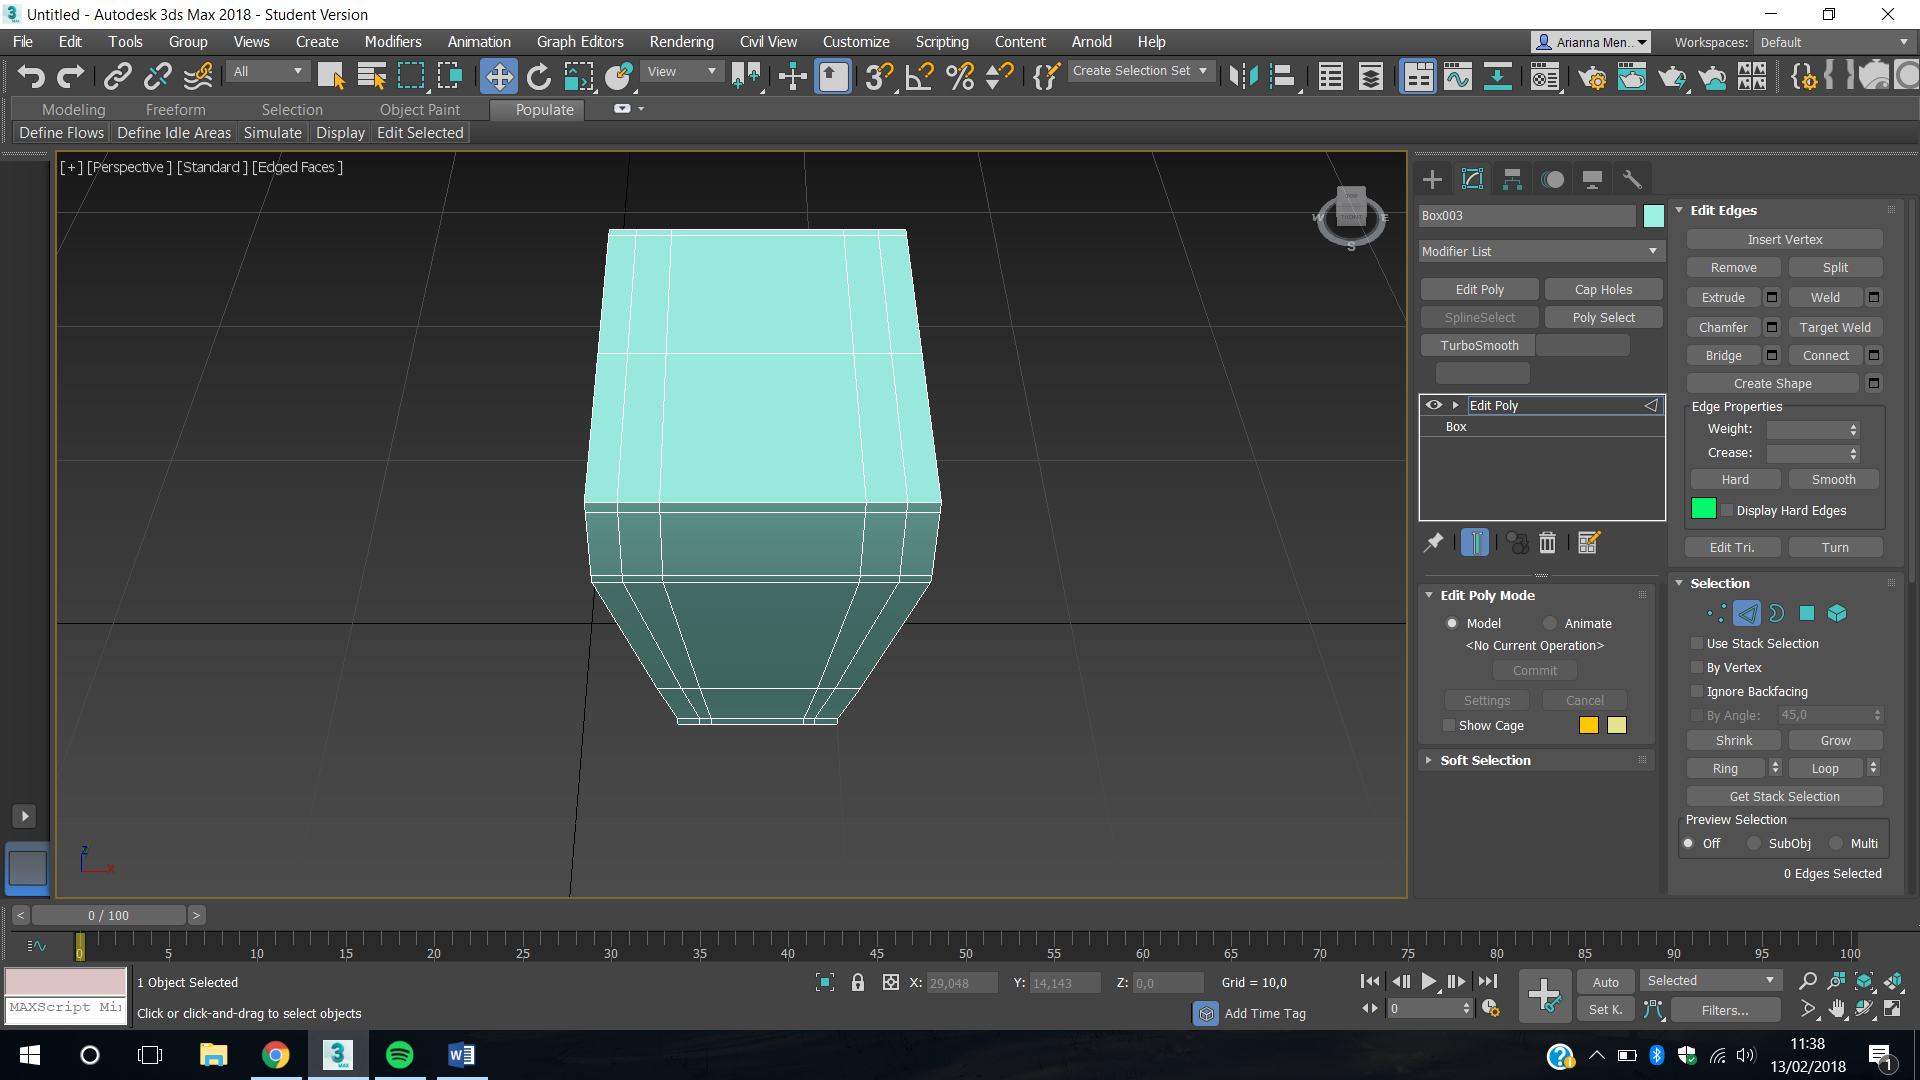 Untitled - Autodesk 3ds Max 2018 - Student Version
File Edit Tools Group Views Create Modifiers Animation Graph Editors Rendering Civil View Customize Scripting Content Arnold Help Arianna Men... Workspaces: Default
All View Create Selection Set
Modeling Freeform Selection Object Paint Populate
Define Flows Define Idle Areas Simulate Display Edit Selected
[ + ] [Perspective ] [Standard ] [Edged Faces ]
TOP
FRONT
W E
S
Box003
Modifier List
Edit Poly Cap Holes
SplineSelect Poly Select
TurboSmooth
Edit Poly
Box
Edit Poly Mode
Model Animate
<No Current Operation>
Commit
Settings Cancel
Show Cage
Soft Selection
Edit Edges
Insert Vertex
Remove Split
Extrude Weld
Chamfer Target Weld
Bridge Connect
Create Shape
Edge Properties
Weight:
Crease:
Hard Smooth
Display Hard Edges
Edit Tri. Turn
Selection
Use Stack Selection
By Vertex
Ignore Backfacing
By Angle: 45,0
Shrink Grow
Ring Loop
Get Stack Selection
Preview Selection
Off SubObj Multi
0 Edges Selected
z
x
< 0 / 100 >
0 5 10 15 20 25 30 35 40 45 50 55 60 65 70 75 80 85 90 95 100
1 Object Selected X: 29,048 Y: 14,143 Z: 0,0 Grid = 10,0 Auto Selected
MAXScript Mi
Click or click-and-drag to select objects Add Time Tag 0 Set K. Filters...
11:38
13/02/2018
1